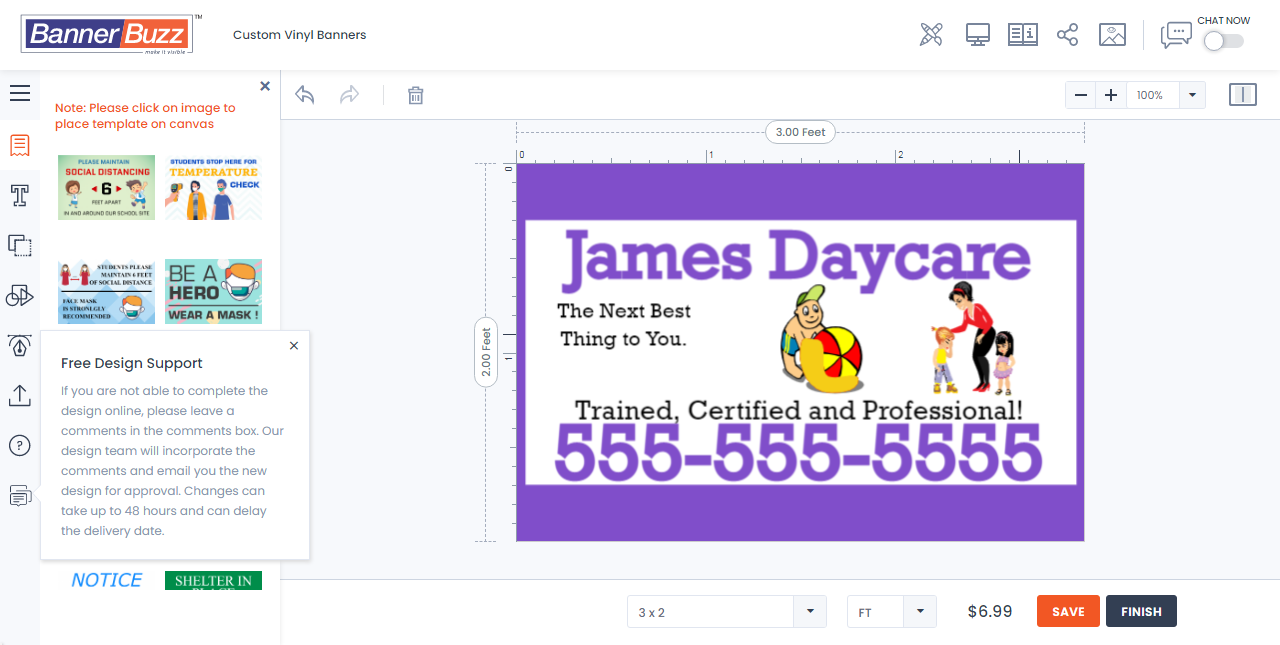 BannerBuzz™
make it visible
Custom Vinyl Banners
CHAT NOW
Note: Please click on image to
place template on canvas
PLEASE MAINTAIN
SOCIAL DISTANCING
6
FEET APART
IN AND AROUND OUR SCHOOL SITE
STUDENTS STOP HERE FOR
TEMPERATURE
CHECK
STUDENTS PLEASE
MAINTAIN 6 FEET
OF SOCIAL DISTANCE
FACE MASK
IS STRONGLEY
RECOMMENDED
BE A
HERO
WEAR A MASK !
Free Design Support
If you are not able to complete the
design online, please leave a
comments in the comments box. Our
design team will incorporate the
comments and email you the new
design for approval. Changes can
take up to 48 hours and can delay
the delivery date.
NOTICE
SHELTER IN
PLACE
100%
3.00 Feet
0 1 2
0
1
2.00 Feet
James Daycare
The Next Best
Thing to You.
Trained, Certified and Professional!
555-555-5555
3 x 2
FT
$6.99
SAVE
FINISH